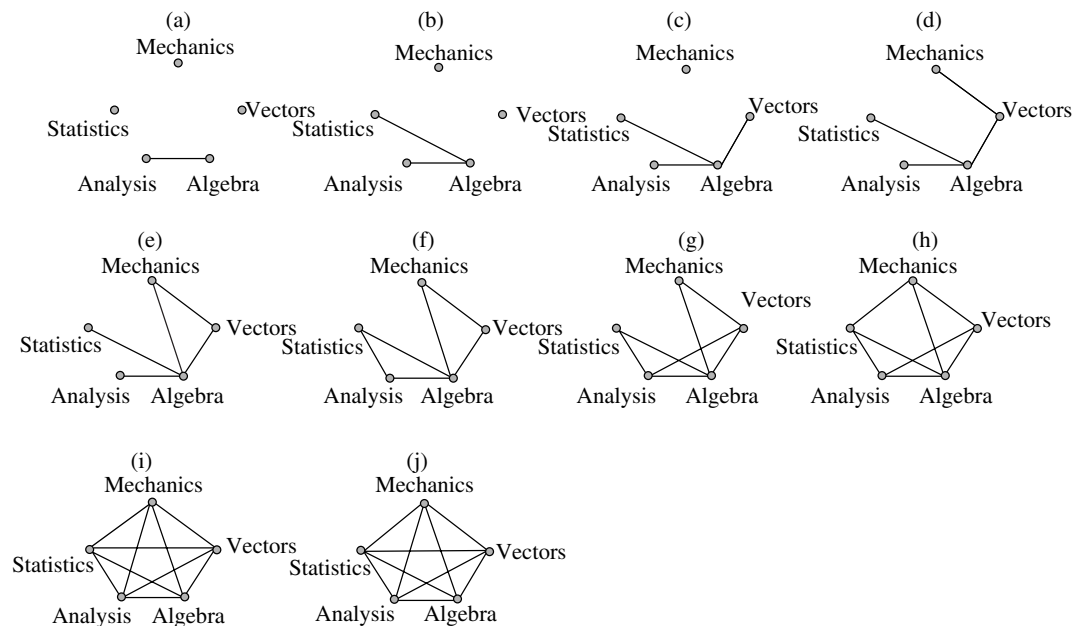 (a)
Mechanics
Vectors
Statistics
Analysis
Algebra
(b)
Mechanics
Vectors
Statistics
Analysis
Algebra
(c)
Mechanics
Vectors
Statistics
Analysis
Algebra
(d)
Mechanics
Vectors
Statistics
Analysis
Algebra
(e)
Mechanics
Vectors
Statistics
Analysis
Algebra
(f)
Mechanics
Vectors
Statistics
Analysis
Algebra
(g)
Mechanics
Vectors
Statistics
Analysis
Algebra
(h)
Mechanics
Vectors
Statistics
Analysis
Algebra
(i)
Mechanics
Vectors
Statistics
Analysis
Algebra
(j)
Mechanics
Vectors
Statistics
Analysis
Algebra